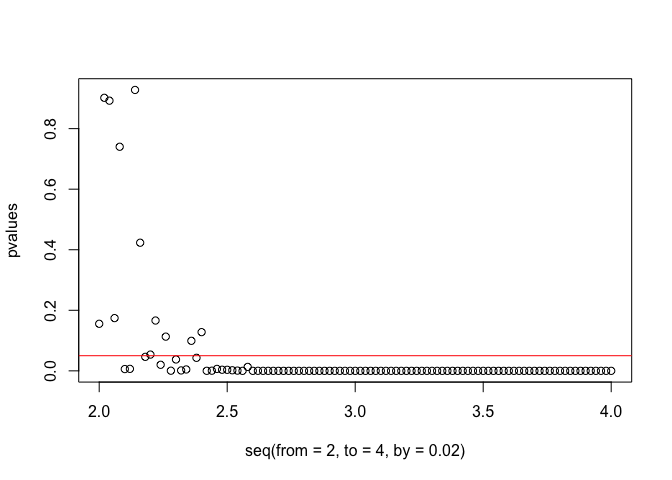 pvalues
0.8
0.6
0.4
0.2
0.0
2.0 2.5 3.0 3.5 4.0
seq(from = 2, to = 4, by = 0.02)